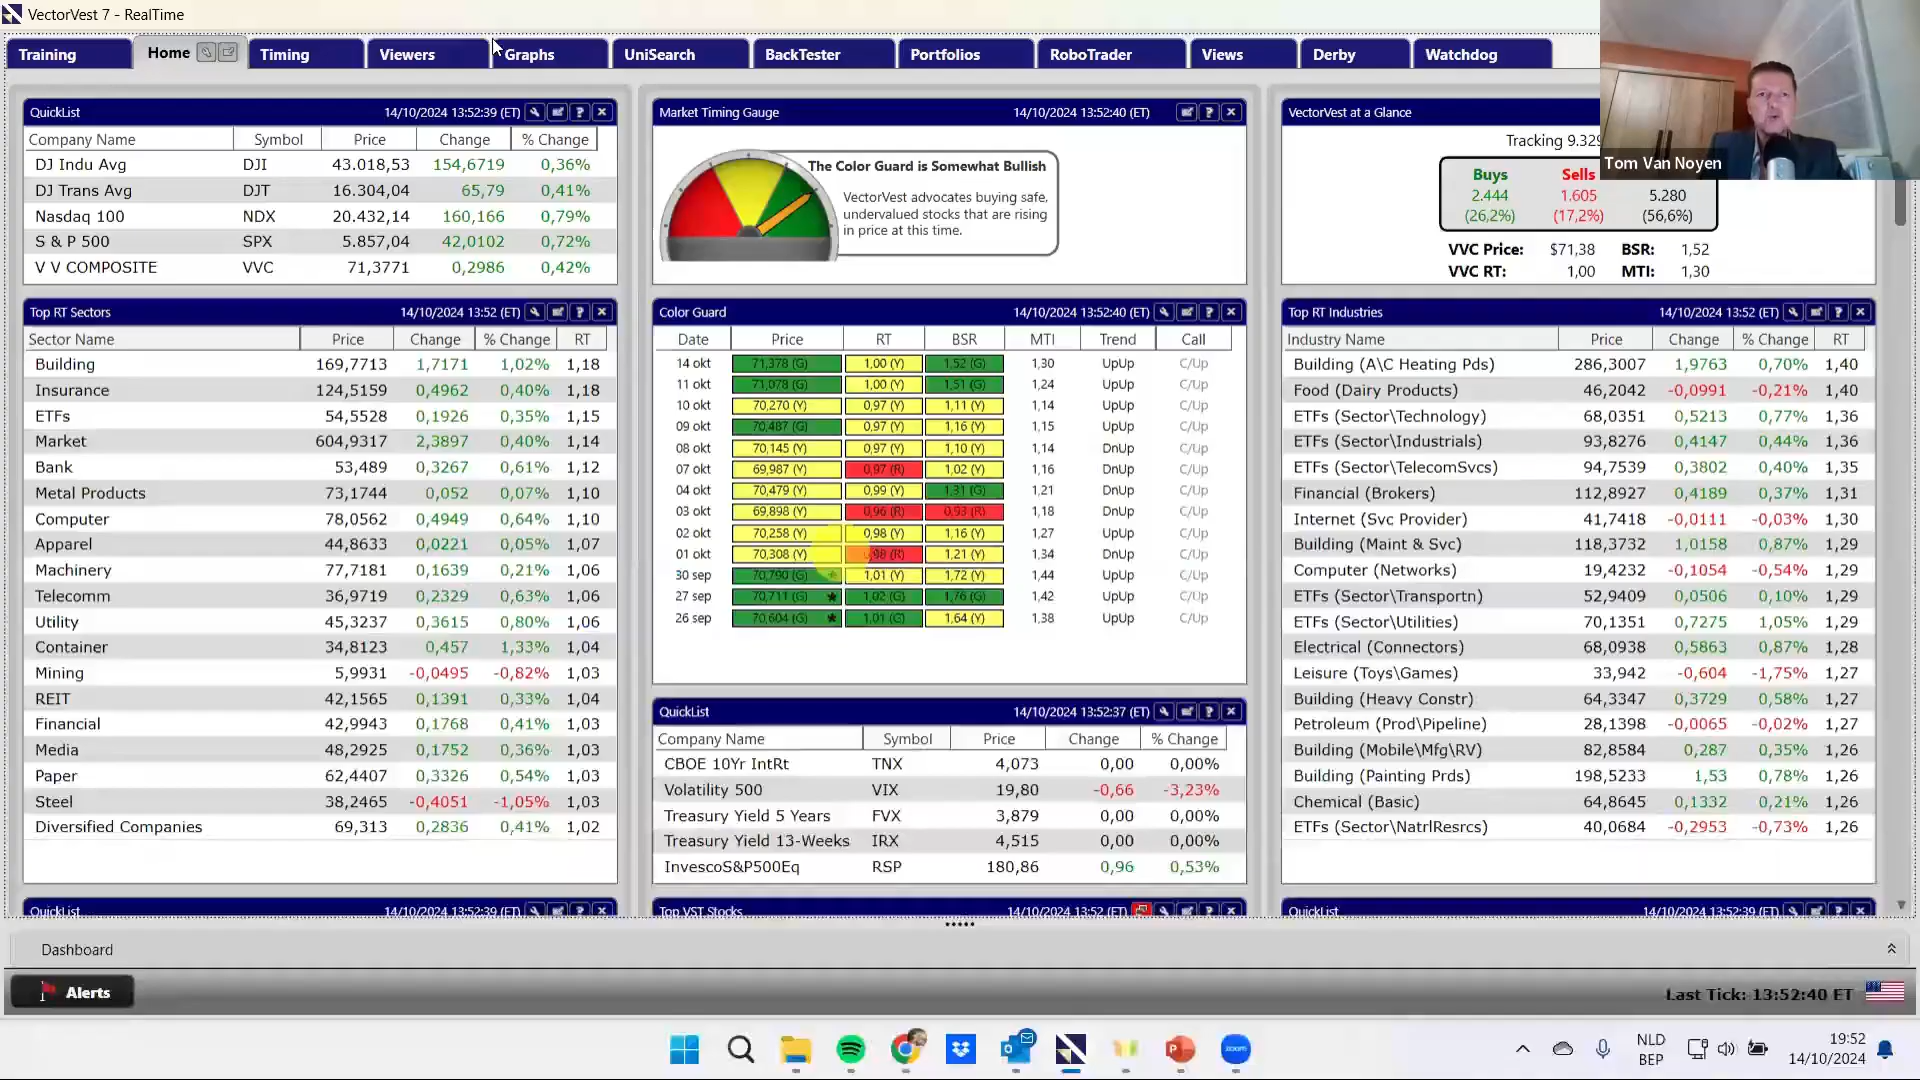 VectorVest 7 - RealTime
Training Home Timing Viewers Graphs UniSearch BackTester Portfolios RoboTrader Views Derby Watchdog
QuickList 14/10/2024 13:52:39 (ET)
Company Name Symbol Price Change % Change
DJ Indu Avg DJI 43.018,53 154,6719 0,36%
DJ Trans Avg DJT 16.304,04 65,79 0,41%
Nasdaq 100 NDX 20.432,14 160,166 0,79%
S & P 500 SPX 5.857,04 42,0102 0,72%
V V COMPOSITE VVC 71,3771 0,2986 0,42%
Top RT Sectors 14/10/2024 13:52 (ET)
Sector Name Price Change % Change RT
Building 169,7713 1,7171 1,02% 1,18
Insurance 124,5159 0,4962 0,40% 1,18
ETFs 54,5528 0,1926 0,35% 1,15
Market 604,9317 2,3897 0,40% 1,14
Bank 53,489 0,3267 0,61% 1,12
Metal Products 73,1744 0,052 0,07% 1,10
Computer 78,0562 0,4949 0,64% 1,10
Apparel 44,8633 0,0221 0,05% 1,07
Machinery 77,7181 0,1639 0,21% 1,06
Telecomm 36,9719 0,2329 0,63% 1,06
Utility 45,3237 0,3615 0,80% 1,06
Container 34,8123 0,457 1,33% 1,04
Mining 5,9931 -0,0495 -0,82% 1,03
REIT 42,1565 0,1391 0,33% 1,04
Financial 42,9943 0,1768 0,41% 1,03
Media 48,2925 0,1752 0,36% 1,03
Paper 62,4407 0,3326 0,54% 1,03
Steel 38,2465 -0,4051 -1,05% 1,03
Diversified Companies 69,313 0,2836 0,41% 1,02
QuickList 14/10/2024 13:52:39 (ET)
Market Timing Gauge 14/10/2024 13:52:40 (ET)
The Color Guard is Somewhat Bullish
VectorVest advocates buying safe,
undervalued stocks that are rising
in price at this time.
Color Guard 14/10/2024 13:52:40 (ET)
Date Price RT BSR MTI Trend Call
14 okt 71,378 (G) 1,00 (Y) 1,52 (G) 1,30 UpUp C/Up
11 okt 71,078 (G) 1,00 (Y) 1,51 (G) 1,24 UpUp C/Up
10 okt 70,270 (Y) 0,97 (Y) 1,11 (Y) 1,14 UpUp C/Up
09 okt 70,487 (G) 0,97 (Y) 1,16 (Y) 1,15 UpUp C/Up
08 okt 70,145 (Y) 0,97 (Y) 1,10 (Y) 1,14 DnUp C/Up
07 okt 69,987 (Y) 0,97 (R) 1,02 (Y) 1,16 DnUp C/Up
04 okt 70,479 (Y) 0,99 (Y) 1,31 (G) 1,21 DnUp C/Up
03 okt 69,898 (Y) 0,96 (R) 0,93 (R) 1,18 DnUp C/Up
02 okt 70,258 (Y) 0,98 (Y) 1,16 (Y) 1,27 UpUp C/Up
01 okt 70,308 (Y) 0,98 (R) 1,21 (Y) 1,34 DnUp C/Up
30 sep 70,790 (G) ★ 1,01 (Y) 1,72 (G) 1,44 UpUp C/Up
27 sep 70,711 (G) ★ 1,02 (G) 1,76 (G) 1,42 UpUp C/Up
26 sep 70,604 (G) ★ 1,01 (G) 1,64 (Y) 1,38 UpUp C/Up
QuickList 14/10/2024 13:52:37 (ET)
Company Name Symbol Price Change % Change
CBOE 10Yr IntRt TNX 4,073 0,00 0,00%
Volatility 500 VIX 19,80 -0,66 -3,23%
Treasury Yield 5 Years FVX 3,879 0,00 0,00%
Treasury Yield 13-Weeks IRX 4,515 0,00 0,00%
InvescoS&P500Eq RSP 180,86 0,96 0,53%
Top VST Stocks 14/10/2024 13:52 (ET)
VectorVest at a Glance
Tracking 9.329
Buys Sells
2.444 1.605 5.280
(26,2%) (17,2%) (56,6%)
VVC Price: $71,38 BSR: 1,52
VVC RT: 1,00 MTI: 1,30
Tom Van Noyen
Top RT Industries 14/10/2024 13:52 (ET)
Industry Name Price Change % Change RT
Building (A\C Heating Pds) 286,3007 1,9763 0,70% 1,40
Food (Dairy Products) 46,2042 -0,0991 -0,21% 1,40
ETFs (Sector\Technology) 68,0351 0,5213 0,77% 1,36
ETFs (Sector\Industrials) 93,8276 0,4147 0,44% 1,36
ETFs (Sector\TelecomSvcs) 94,7539 0,3802 0,40% 1,35
Financial (Brokers) 112,8927 0,4189 0,37% 1,31
Internet (Svc Provider) 41,7418 -0,0111 -0,03% 1,30
Building (Maint & Svc) 118,3732 1,0158 0,87% 1,29
Computer (Networks) 19,4232 -0,1054 -0,54% 1,29
ETFs (Sector\Transportn) 52,9409 0,0506 0,10% 1,29
ETFs (Sector\Utilities) 70,1351 0,7275 1,05% 1,29
Electrical (Connectors) 68,0938 0,5863 0,87% 1,28
Leisure (Toys\Games) 33,942 -0,604 -1,75% 1,27
Building (Heavy Constr) 64,3347 0,3729 0,58% 1,27
Petroleum (Prod\Pipeline) 28,1398 -0,0065 -0,02% 1,27
Building (Mobile\Mfg\RV) 82,8584 0,287 0,35% 1,26
Building (Painting Prds) 198,5233 1,53 0,78% 1,26
Chemical (Basic) 64,8645 0,1332 0,21% 1,26
ETFs (Sector\NatrlResrcs) 40,0684 -0,2953 -0,73% 1,26
QuickList 14/10/2024 13:52:39 (ET)
Dashboard
Alerts
Last Tick: 13:52:40 ET
zoom
NLD
BEP
19:52
14/10/2024